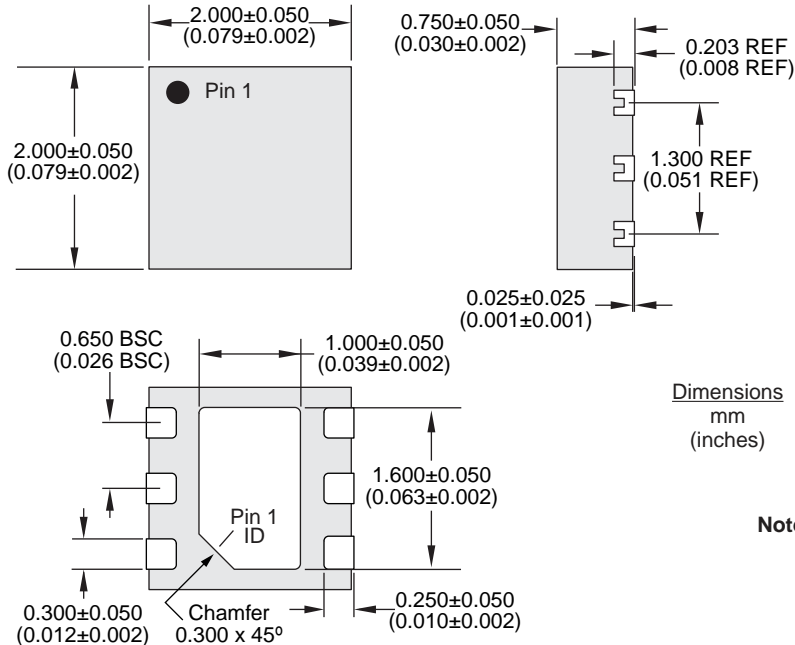 2.000±0.050
(0.079±0.002)
0.750±0.050
(0.030±0.002)
0.203 REF
(0.008 REF)
Pin 1
2.000±0.050
(0.079±0.002)
1.300 REF
(0.051 REF)
0.025±0.025
(0.001±0.001)
0.650 BSC
(0.026 BSC)
1.000±0.050
(0.039±0.002)
Dimensions
mm
(inches)
1.600±0.050
(0.063±0.002)
Pin 1
ID
0.300±0.050
(0.012±0.002)
Chamfer
0.300 x 45º
0.250±0.050
(0.010±0.002)